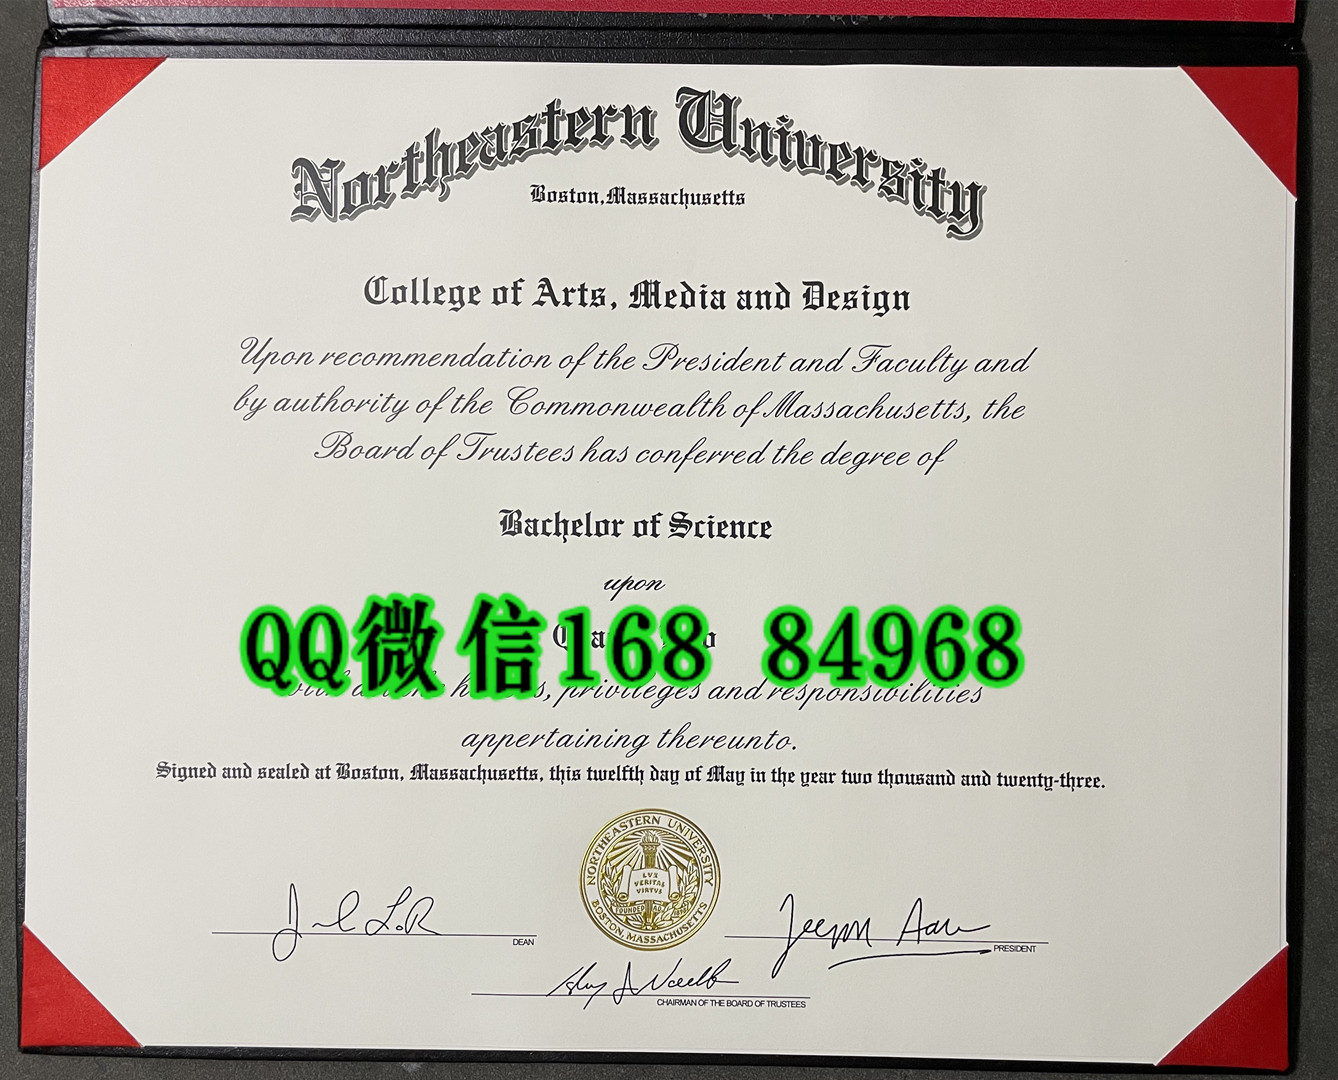 Northeastern University
Boston,Massachusetts
College of Arts, Media and Design
Upon recommendation of the President and Faculty and
by authority of the Commonwealth of Massachusetts, the
Board of Trustees has conferred the degree of
Bachelor of Science
upon
QQ微信168 84968
privileges and responsibilities
appertaining thereunto.
Signed and sealed at Boston, Massachusetts, this twelfth day of May in the year two thousand and twenty-three.
NORTHEASTERN UNIVERSITY
LVX
VERITAS
VIRTVS
FOUNDED A.D. 1898
BOSTON, MASSACHUSETTS
DEAN
PRESIDENT
CHAIRMAN OF THE BOARD OF TRUSTEES